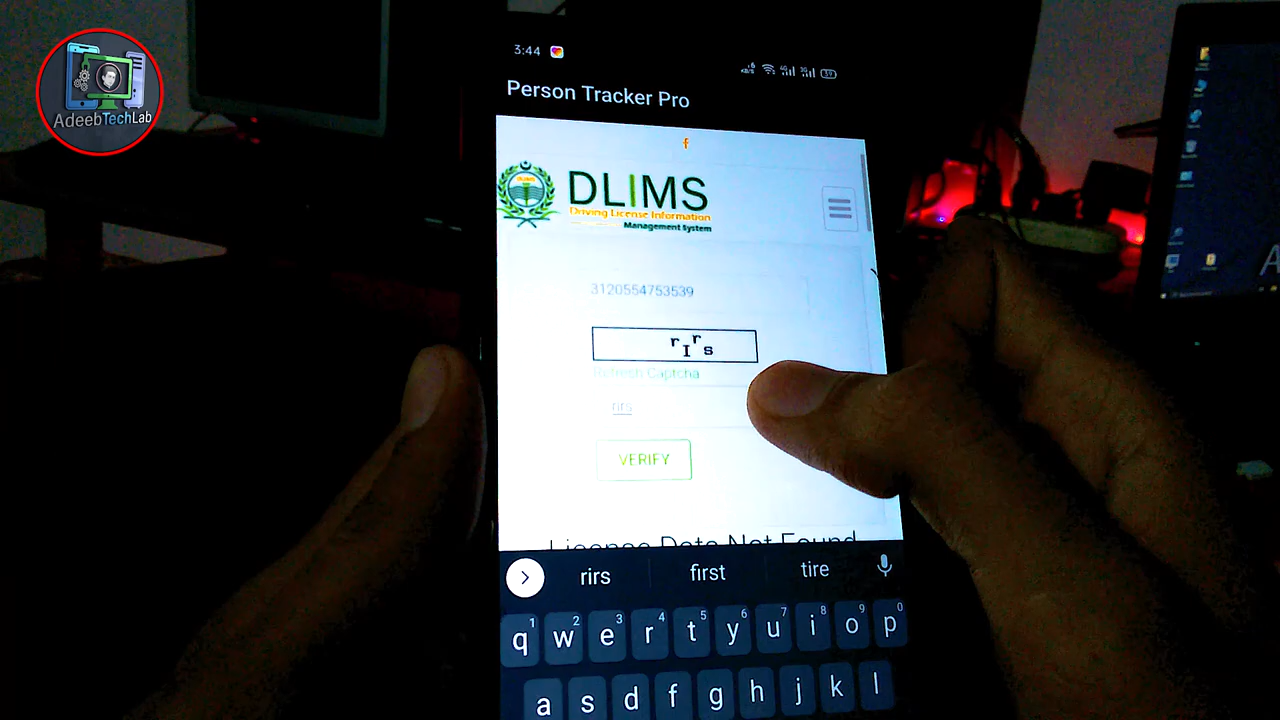 AdeebTechLab
3:44
Person Tracker Pro
f
DLIMS
Driving License Information
Management System
3120554753539
rIrs
Refresh Captcha
rirs
VERIFY
License Data Not Found
rirs first tire
1 2 3 4 5 6 7 8 9 0
q w e r t y u i o p
a s d f g h j k l